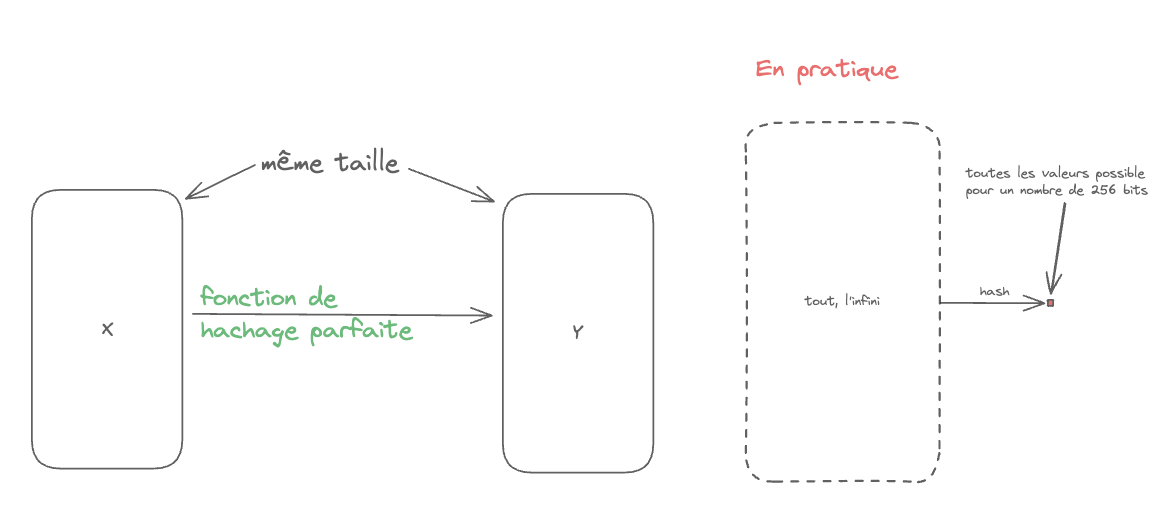 même taille
fonction de
hachage parfaite
X
Y
En pratique
toutes les valeurs possible
pour un nombre de 256 bits
tout, l'infini
hash